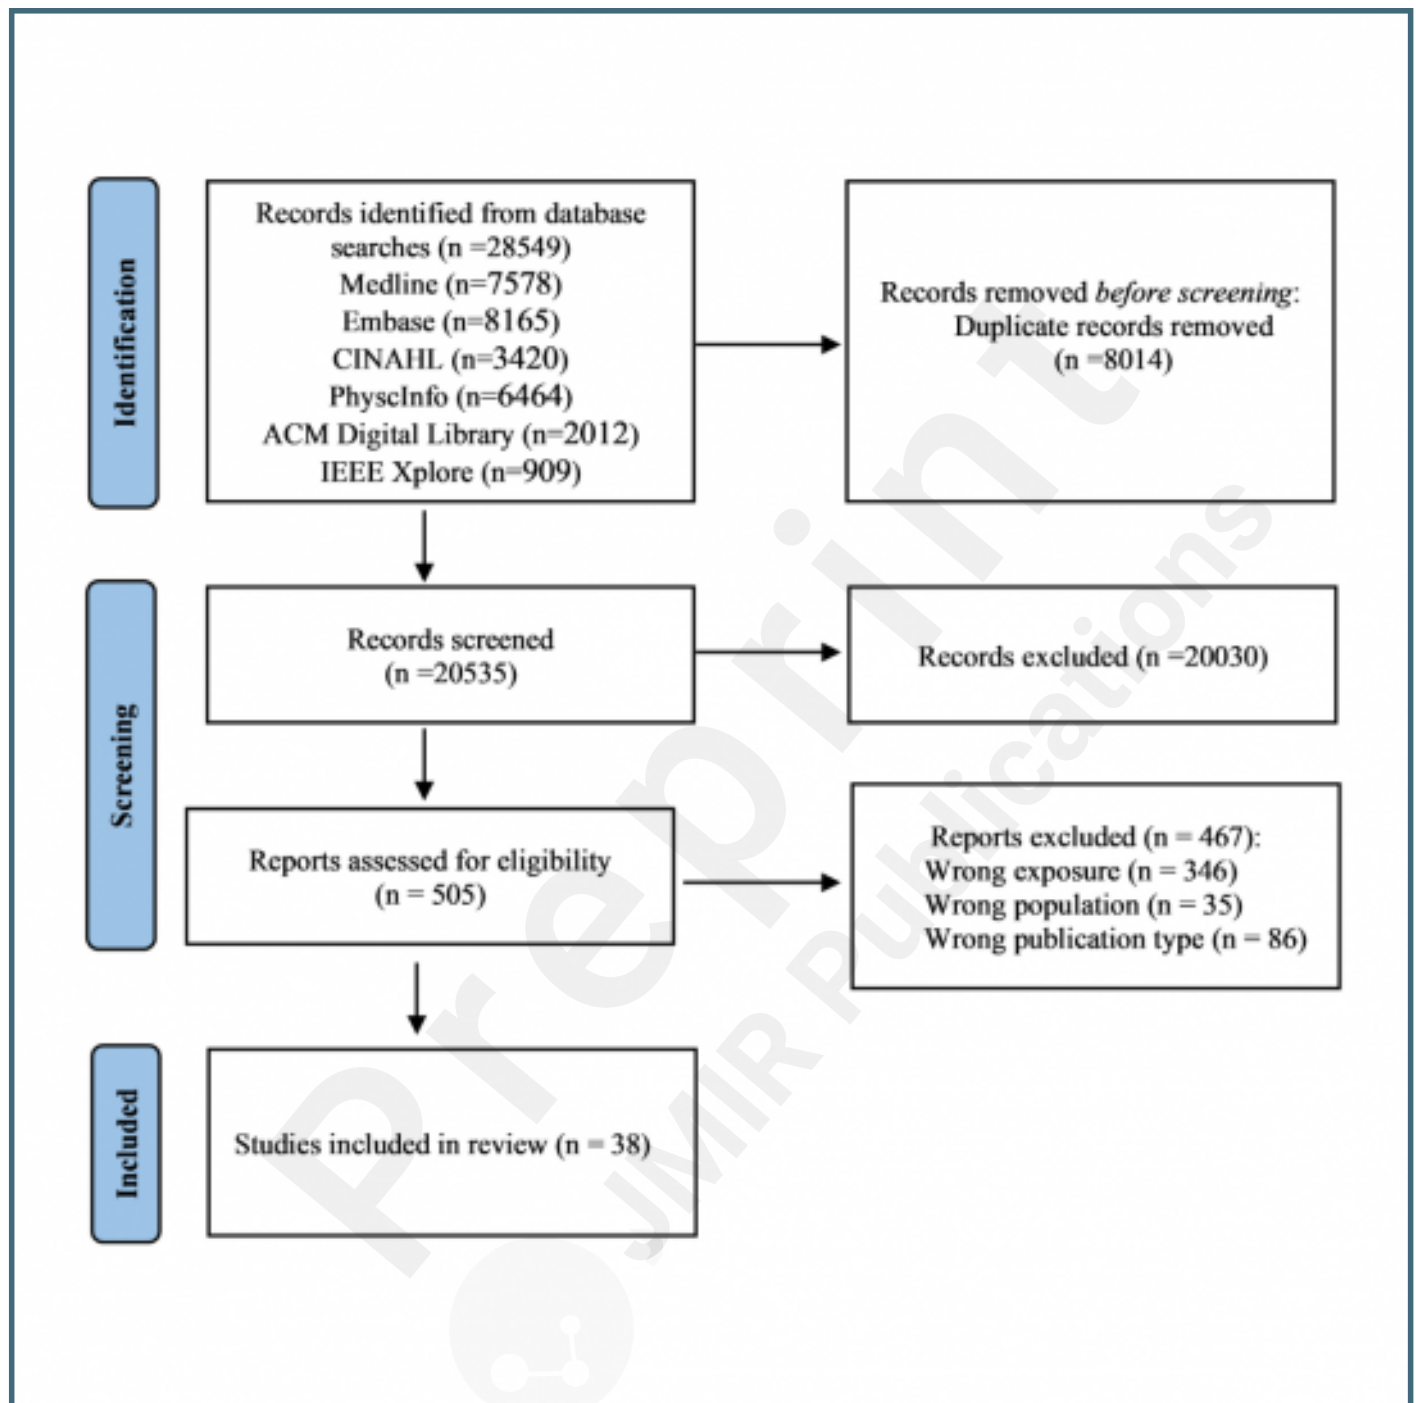 Identification
Records identified from database
searches (n =28549)
Medline (n=7578)
Embase (n=8165)
CINAHL (n=3420)
PhyscInfo (n=6464)
ACM Digital Library (n=2012)
IEEE Xplore (n=909)
Records removed before screening:
Duplicate records removed
(n =8014)
Screening
Records screened
(n =20535)
Records excluded (n =20030)
Reports assessed for eligibility
(n = 505)
Reports excluded (n = 467):
Wrong exposure (n = 346)
Wrong population (n = 35)
Wrong publication type (n = 86)
Included
Studies included in review (n = 38)
Preprint
JMIR Publications